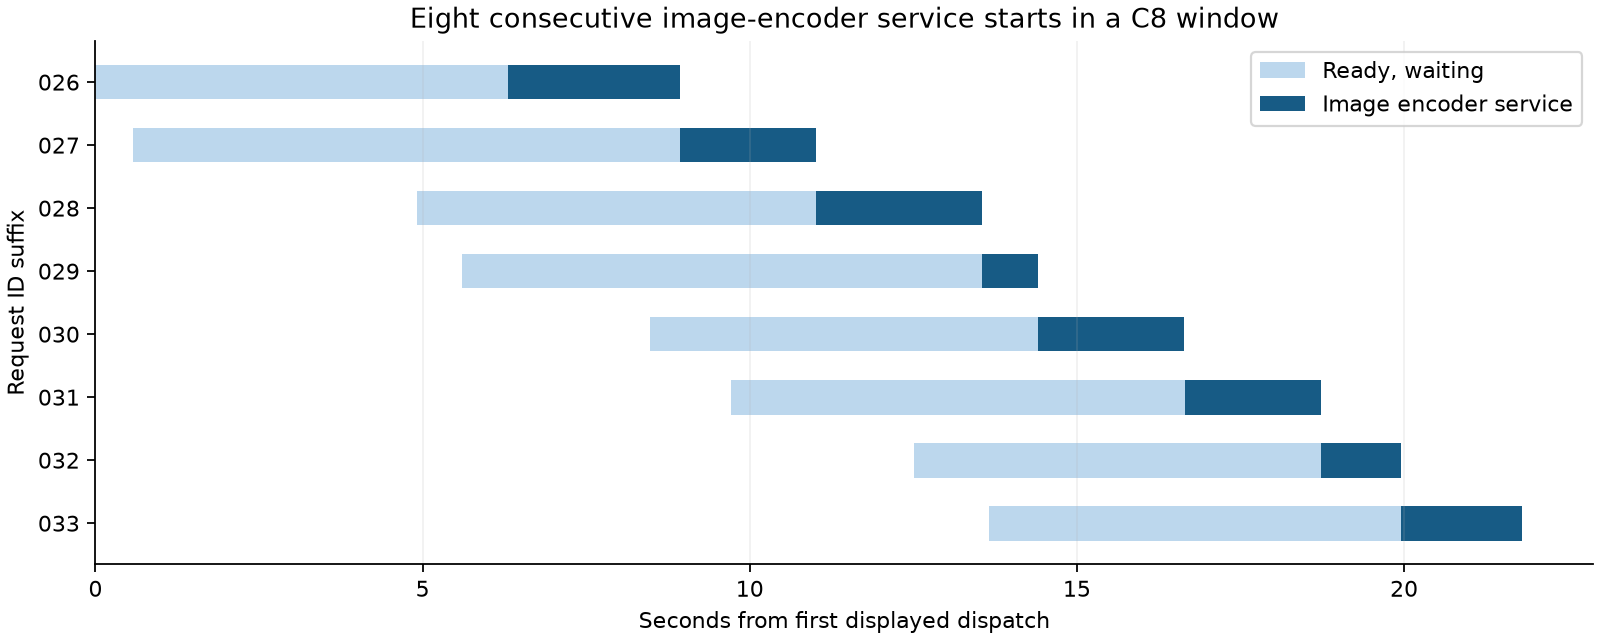 Eight consecutive image-encoder service starts in a C8 window
Ready, waiting
Image encoder service
Request ID suffix
026
027
028
029
030
031
032
033
0 5 10 15 20
Seconds from first displayed dispatch